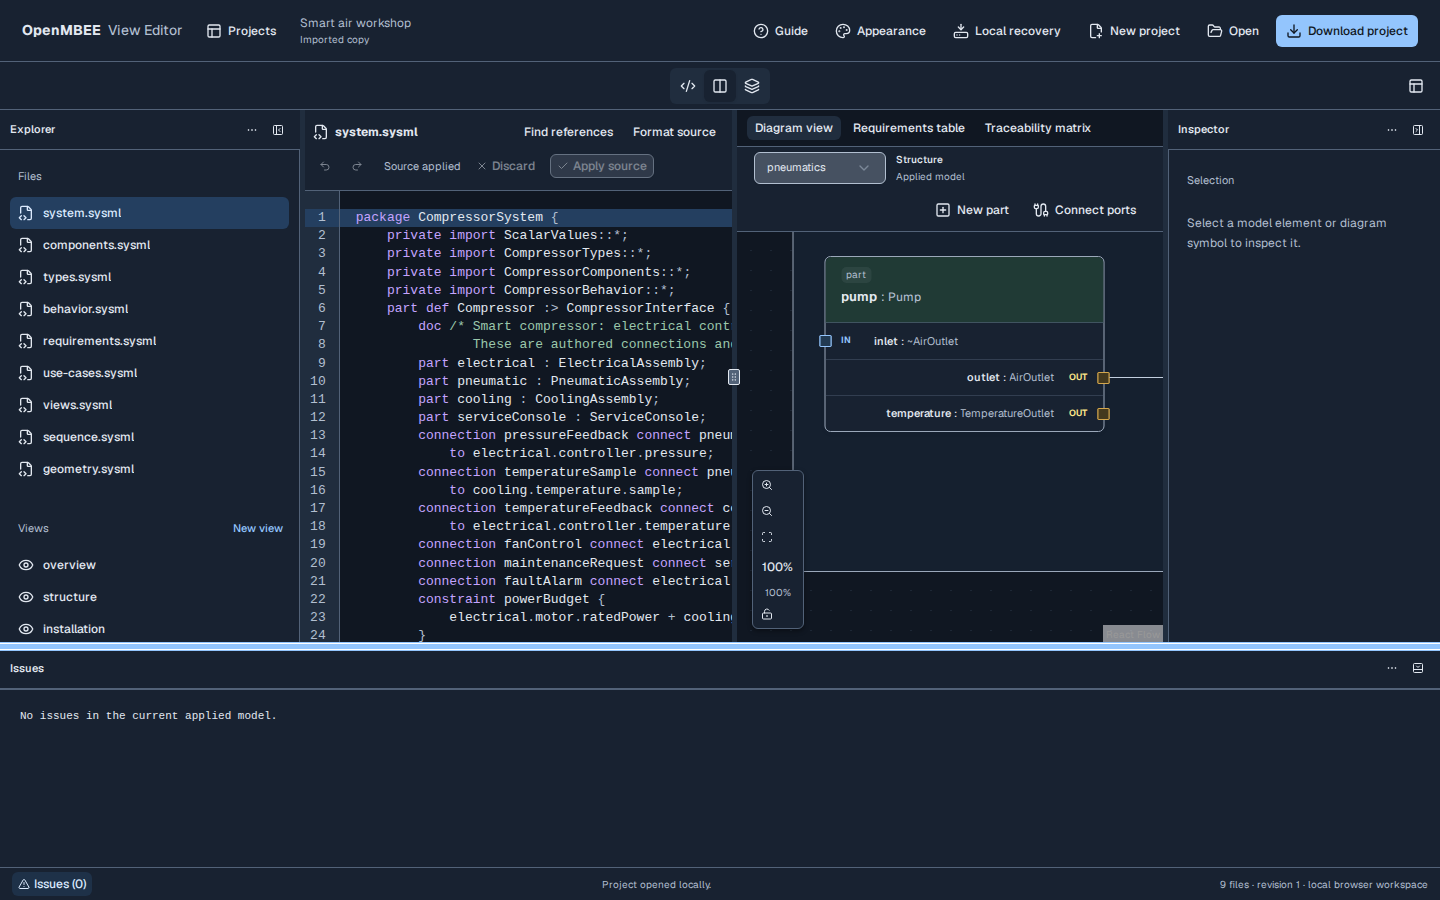 OpenMBEE View Editor
Projects
Smart air workshop
Imported copy
Guide
Appearance
Local recovery
New project
Open
Download project
Explorer
Files
system.sysml
components.sysml
types.sysml
behavior.sysml
requirements.sysml
use-cases.sysml
views.sysml
sequence.sysml
geometry.sysml
Views
New view
overview
structure
installation
system.sysml
Find references
Format source
Source applied
Discard
Apply source
1 package CompressorSystem {
2 private import ScalarValues::*;
3 private import CompressorTypes::*;
4 private import CompressorComponents::*;
5 private import CompressorBehavior::*;
6 part def Compressor :> CompressorInterface {
7 doc /* Smart compressor: electrical cont
8 These are authored connections and
9 part electrical : ElectricalAssembly;
10 part pneumatic : PneumaticAssembly;
11 part cooling : CoolingAssembly;
12 part serviceConsole : ServiceConsole;
13 connection pressureFeedback connect pneum
14 to electrical.controller.pressure;
15 connection temperatureSample connect pneu
16 to cooling.temperature.sample;
17 connection temperatureFeedback connect co
18 to electrical.controller.temperature
19 connection fanControl connect electrical
20 connection maintenanceRequest connect se
21 connection faultAlarm connect electrical
22 constraint powerBudget {
23 electrical.motor.ratedPower + cooling
24 }
Diagram view
Requirements table
Traceability matrix
pneumatics
Structure
Applied model
New part
Connect ports
part
pump : Pump
IN inlet : ~AirOutlet
outlet : AirOutlet OUT
temperature : TemperatureOutlet OUT
100%
100%
React Flow
Inspector
Selection
Select a model element or diagram
symbol to inspect it.
Issues
No issues in the current applied model.
Issues (0)
Project opened locally.
9 files · revision 1 · local browser workspace